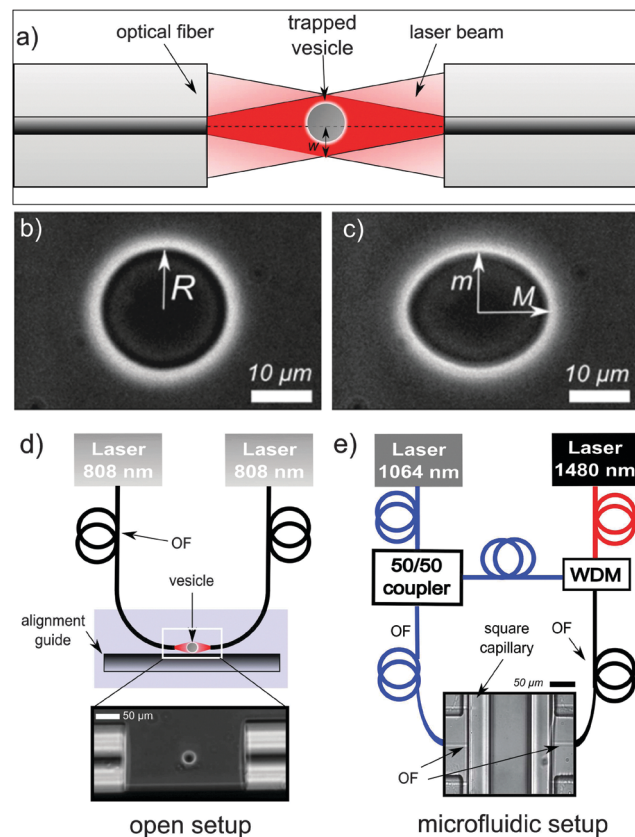 a)
optical fiber
trapped
vesicle
laser beam
w
b)
R
10 µm
c)
m
M
10 µm
d)
Laser
808 nm
Laser
808 nm
OF
vesicle
alignment
guide
50 µm
open setup
e)
Laser
1064 nm
Laser
1480 nm
50/50
coupler
WDM
OF
square
capillary
OF
50 µm
OF
microfluidic setup